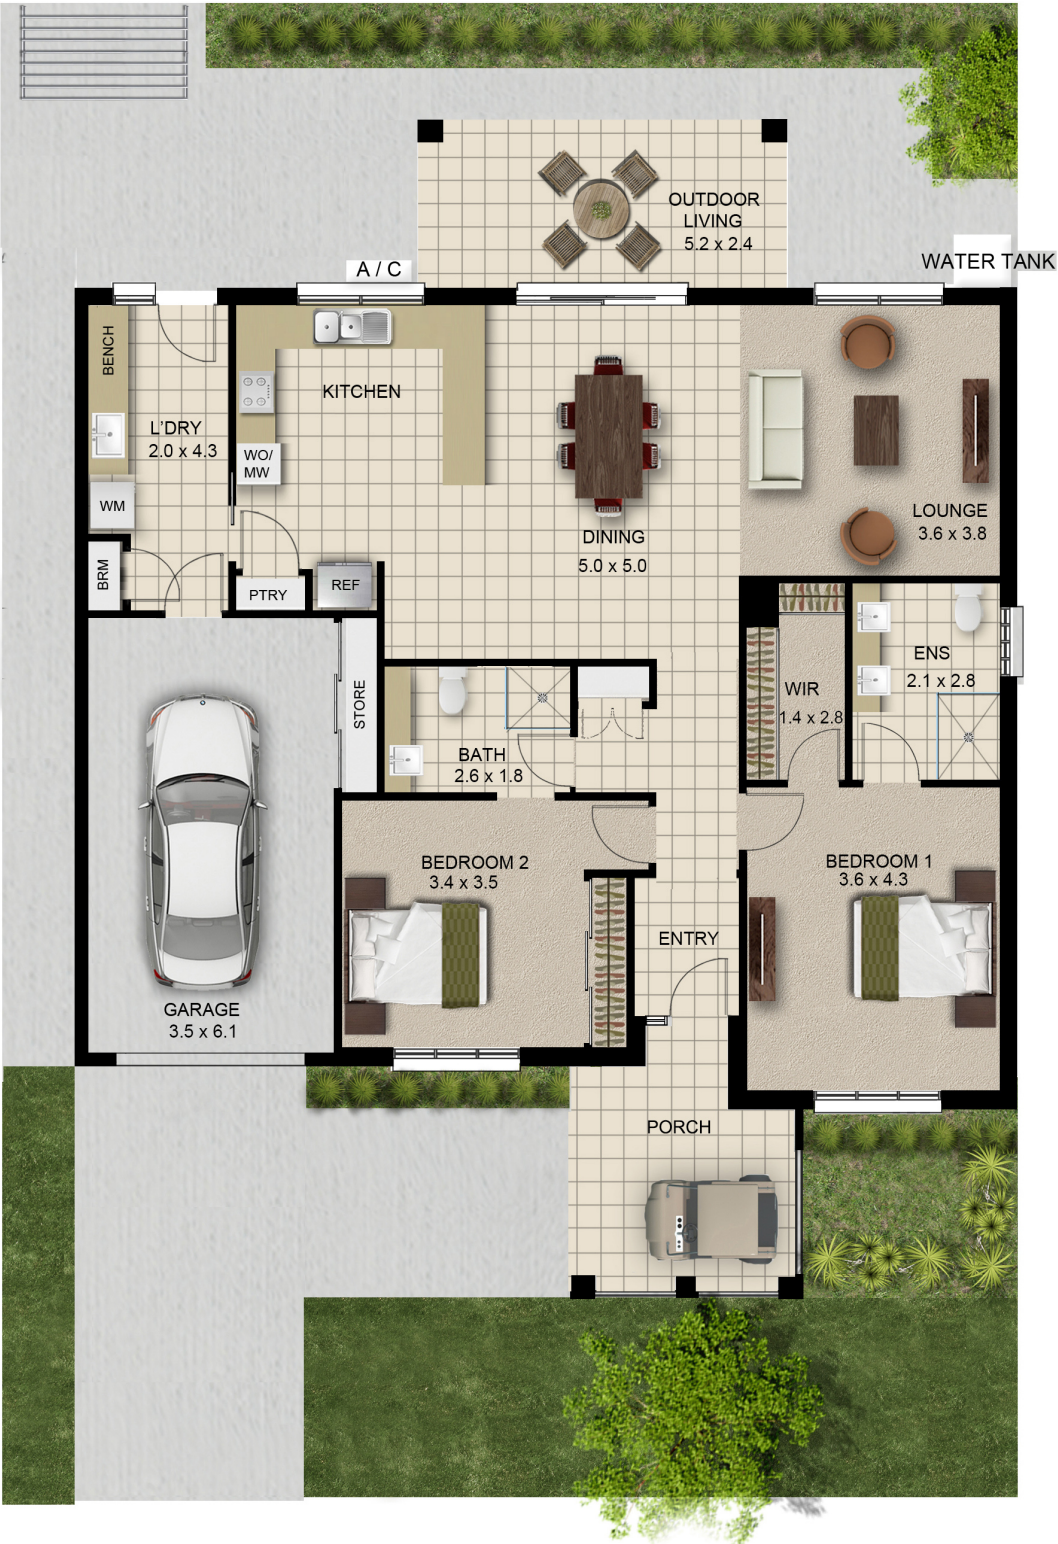 OUTDOOR
LIVING
5.2 x 2.4
WATER TANK
A / C
BENCH
KITCHEN
L'DRY
2.0 x 4.3
WO/
MW
WM
LOUNGE
3.6 x 3.8
DINING
5.0 x 5.0
BRM
PTRY
REF
ENS
2.1 x 2.8
WIR
1.4 x 2.8
STORE
BATH
2.6 x 1.8
BEDROOM 2
3.4 x 3.5
BEDROOM 1
3.6 x 4.3
ENTRY
GARAGE
3.5 x 6.1
PORCH